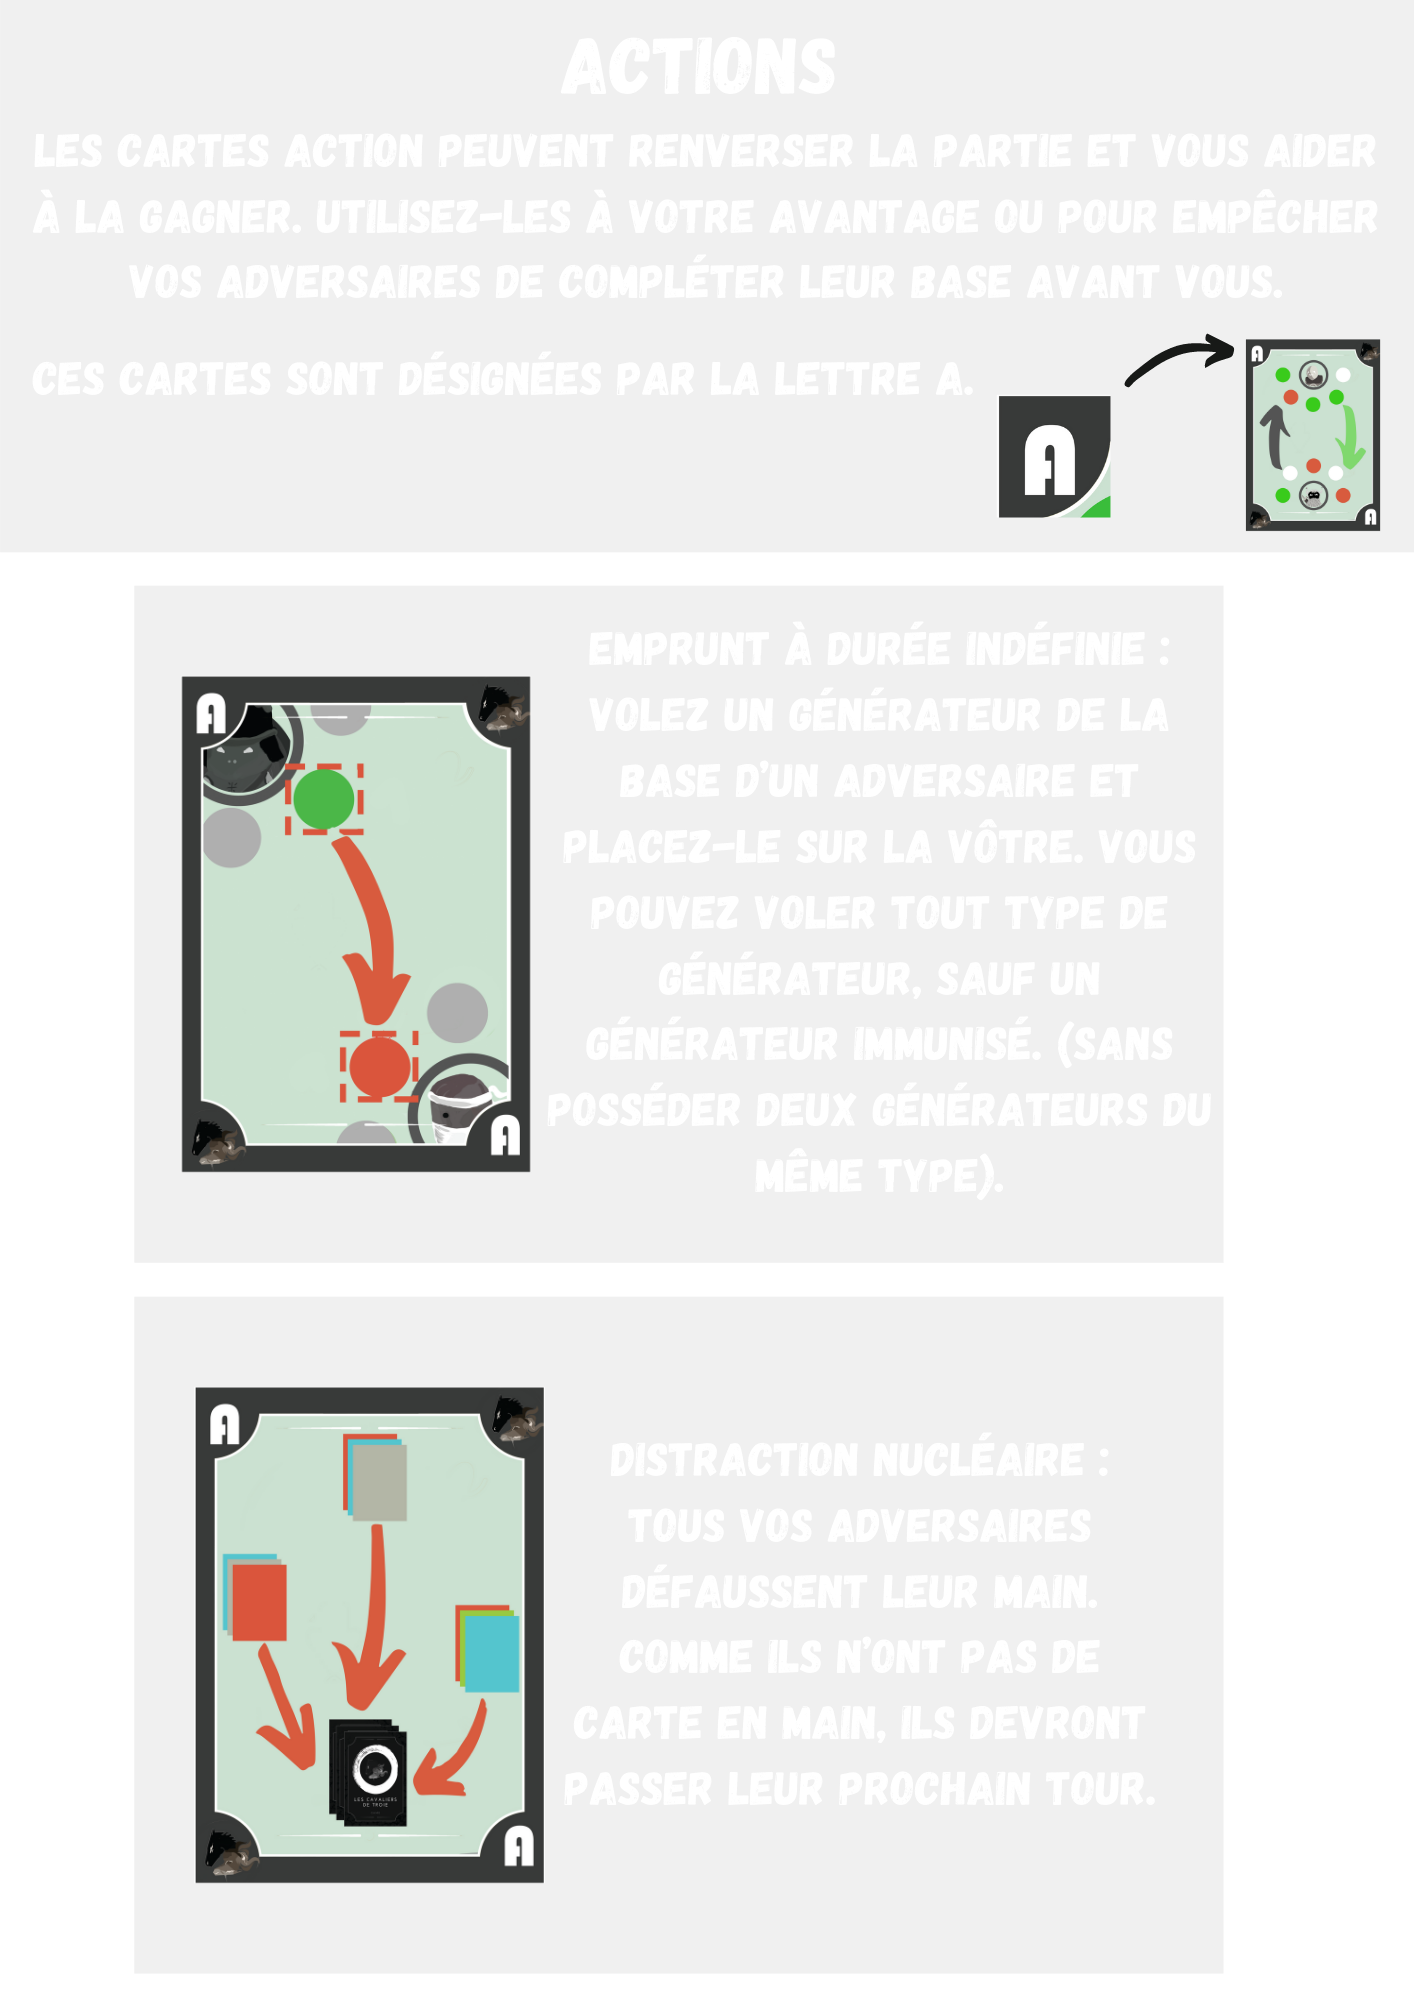 ACTIONS
LES CARTES ACTION PEUVENT RENVERSER LA PARTIE ET VOUS AIDER
À LA GAGNER. UTILISEZ-LES À VOTRE AVANTAGE OU POUR EMPÊCHER
VOS ADVERSAIRES DE COMPLÉTER LEUR BASE AVANT VOUS.
CES CARTES SONT DÉSIGNÉES PAR LA LETTRE A.
A
A
A
EMPRUNT À DURÉE INDÉFINIE :
VOLEZ UN GÉNÉRATEUR DE LA
BASE D'UN ADVERSAIRE ET
PLACEZ-LE SUR LA VÔTRE. VOUS
POUVEZ VOLER TOUT TYPE DE
GÉNÉRATEUR, SAUF UN
GÉNÉRATEUR IMMUNISÉ. (SANS
POSSÉDER DEUX GÉNÉRATEURS DU
MÊME TYPE).
A
A
DISTRACTION NUCLÉAIRE :
TOUS VOS ADVERSAIRES
DÉFAUSSENT LEUR MAIN.
COMME ILS N'ONT PAS DE
CARTE EN MAIN, ILS DEVRONT
PASSER LEUR PROCHAIN TOUR.
A
LES CAVALIERS
DE TROIE
A